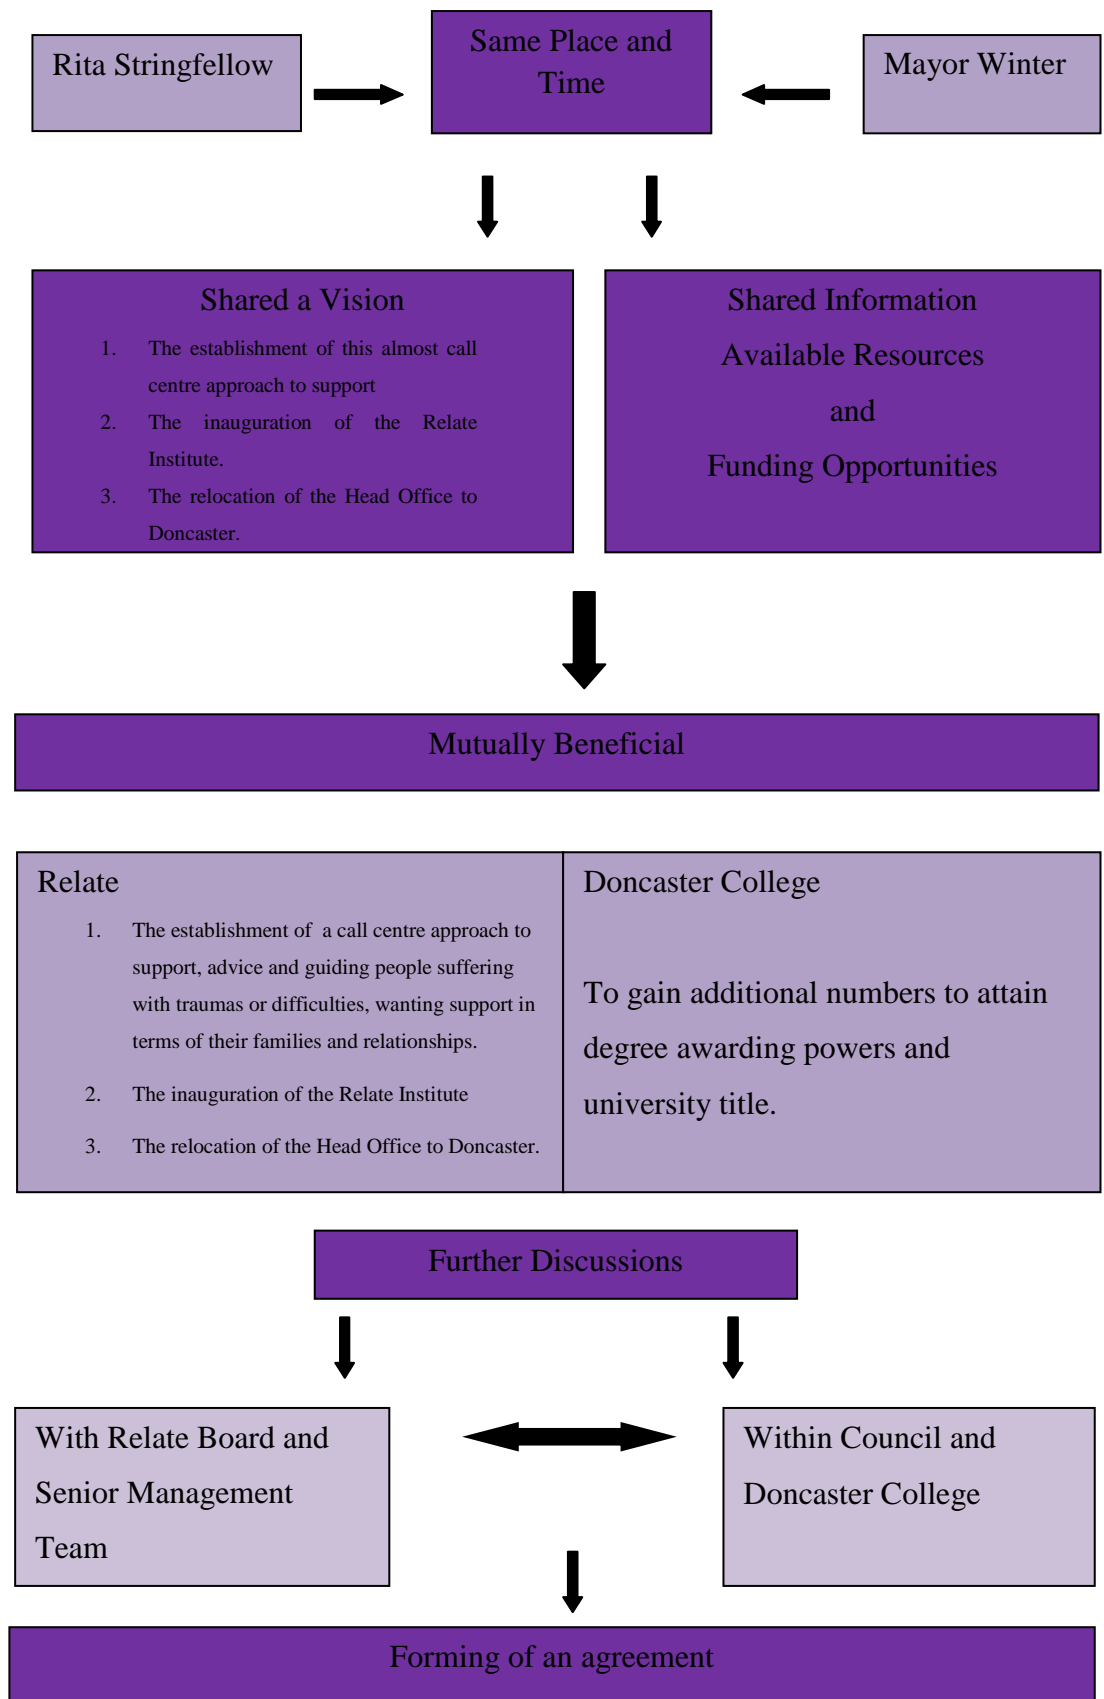 Rita Stringfellow
Same Place and
Time
Mayor Winter
Shared a Vision
1. The establishment of this almost call
centre approach to support
2. The inauguration of the Relate
Institute.
3. The relocation of the Head Office to
Doncaster.
Shared Information
Available Resources
and
Funding Opportunities
Mutually Beneficial
Relate
1. The establishment of a call centre approach to
support, advice and guiding people suffering
with traumas or difficulties, wanting support in
terms of their families and relationships.
2. The inauguration of the Relate Institute
3. The relocation of the Head Office to Doncaster.
Doncaster College
To gain additional numbers to attain
degree awarding powers and
university title.
Further Discussions
With Relate Board and
Senior Management
Team
Within Council and
Doncaster College
Forming of an agreement